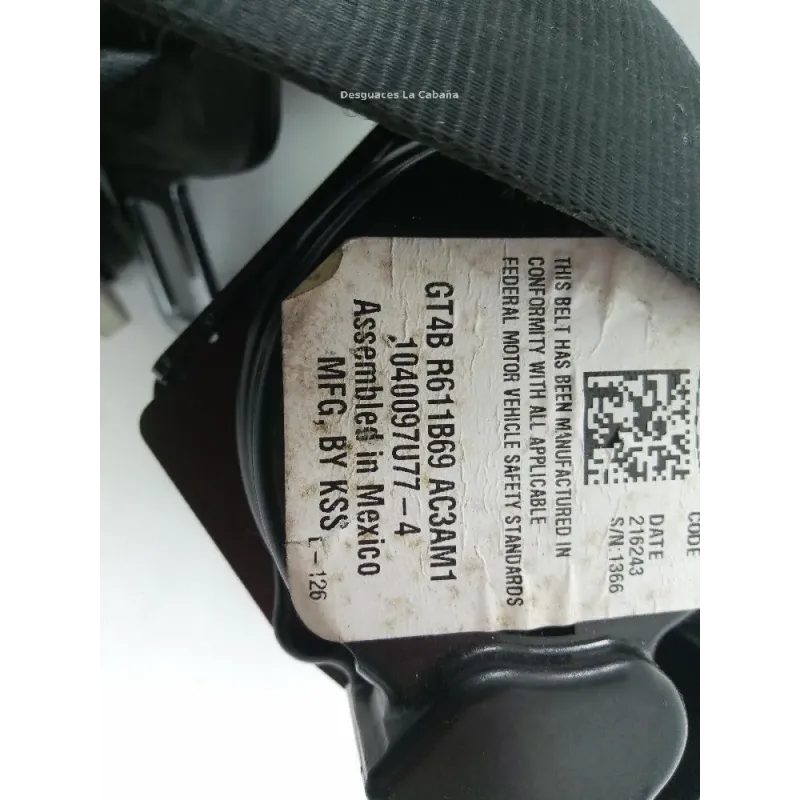 Desguaces La Cabaña
CODE
DATE
216243
S/N:1366
THIS BELT HAS BEEN MANUFACTURED IN
CONFORMITY WITH ALL APPLICABLE
FEDERAL MOTOR VEHICLE SAFETY STANDARDS
GT4B R611B69 AC3AM1
1040097U77-4
Assembled in Mexico
MFG, BY KSS
L-126